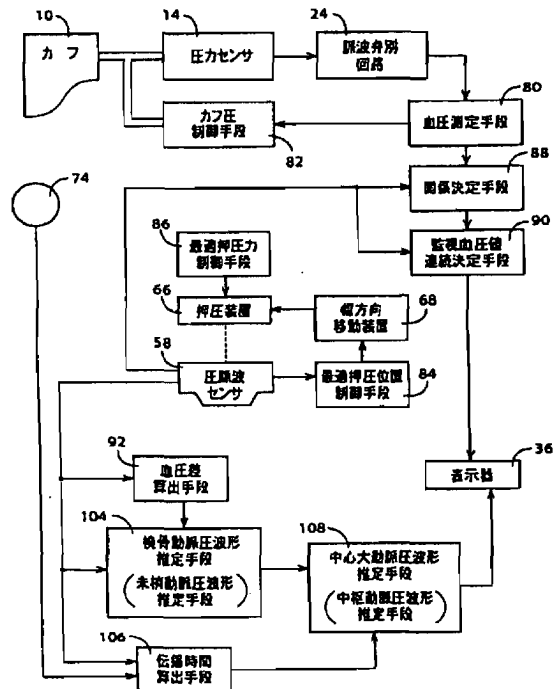 10
カフ
14
圧力センサ
24
脈波弁別
回路
80
血圧測定手段
カフ圧
制御手段
82
88
関係決定手段
74
90
監視血圧値
連続決定手段
86
最適押圧力
制御手段
66
押圧装置
68
幅方向
移動装置
58
圧脈波
センサ
最適押圧位置
制御手段
84
36
表示器
92
血圧差
算出手段
104
橈骨動脈圧波形
推定手段
(末梢動脈圧波形
推定手段)
108
中心大動脈圧波形
推定手段
(中枢動脈圧波形
推定手段)
106
伝播時間
算出手段